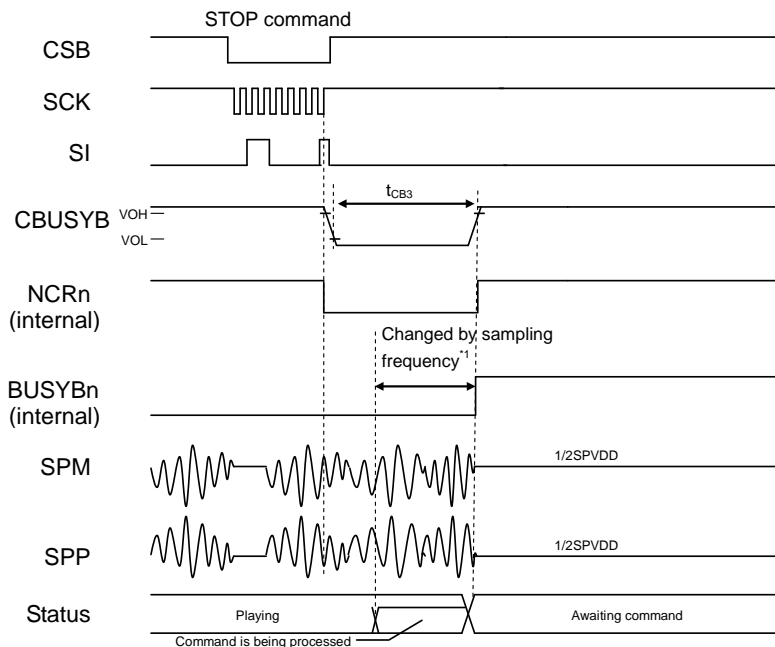 STOP command
CSB
SCK
SI
tCB3
CBUSYB
VOH
VOL
NCRn
(internal)
Changed by sampling
frequency*1
BUSYBn
(internal)
SPM
1/2SPVDD
SPP
1/2SPVDD
Status
Playing
Awaiting command
Command is being processed